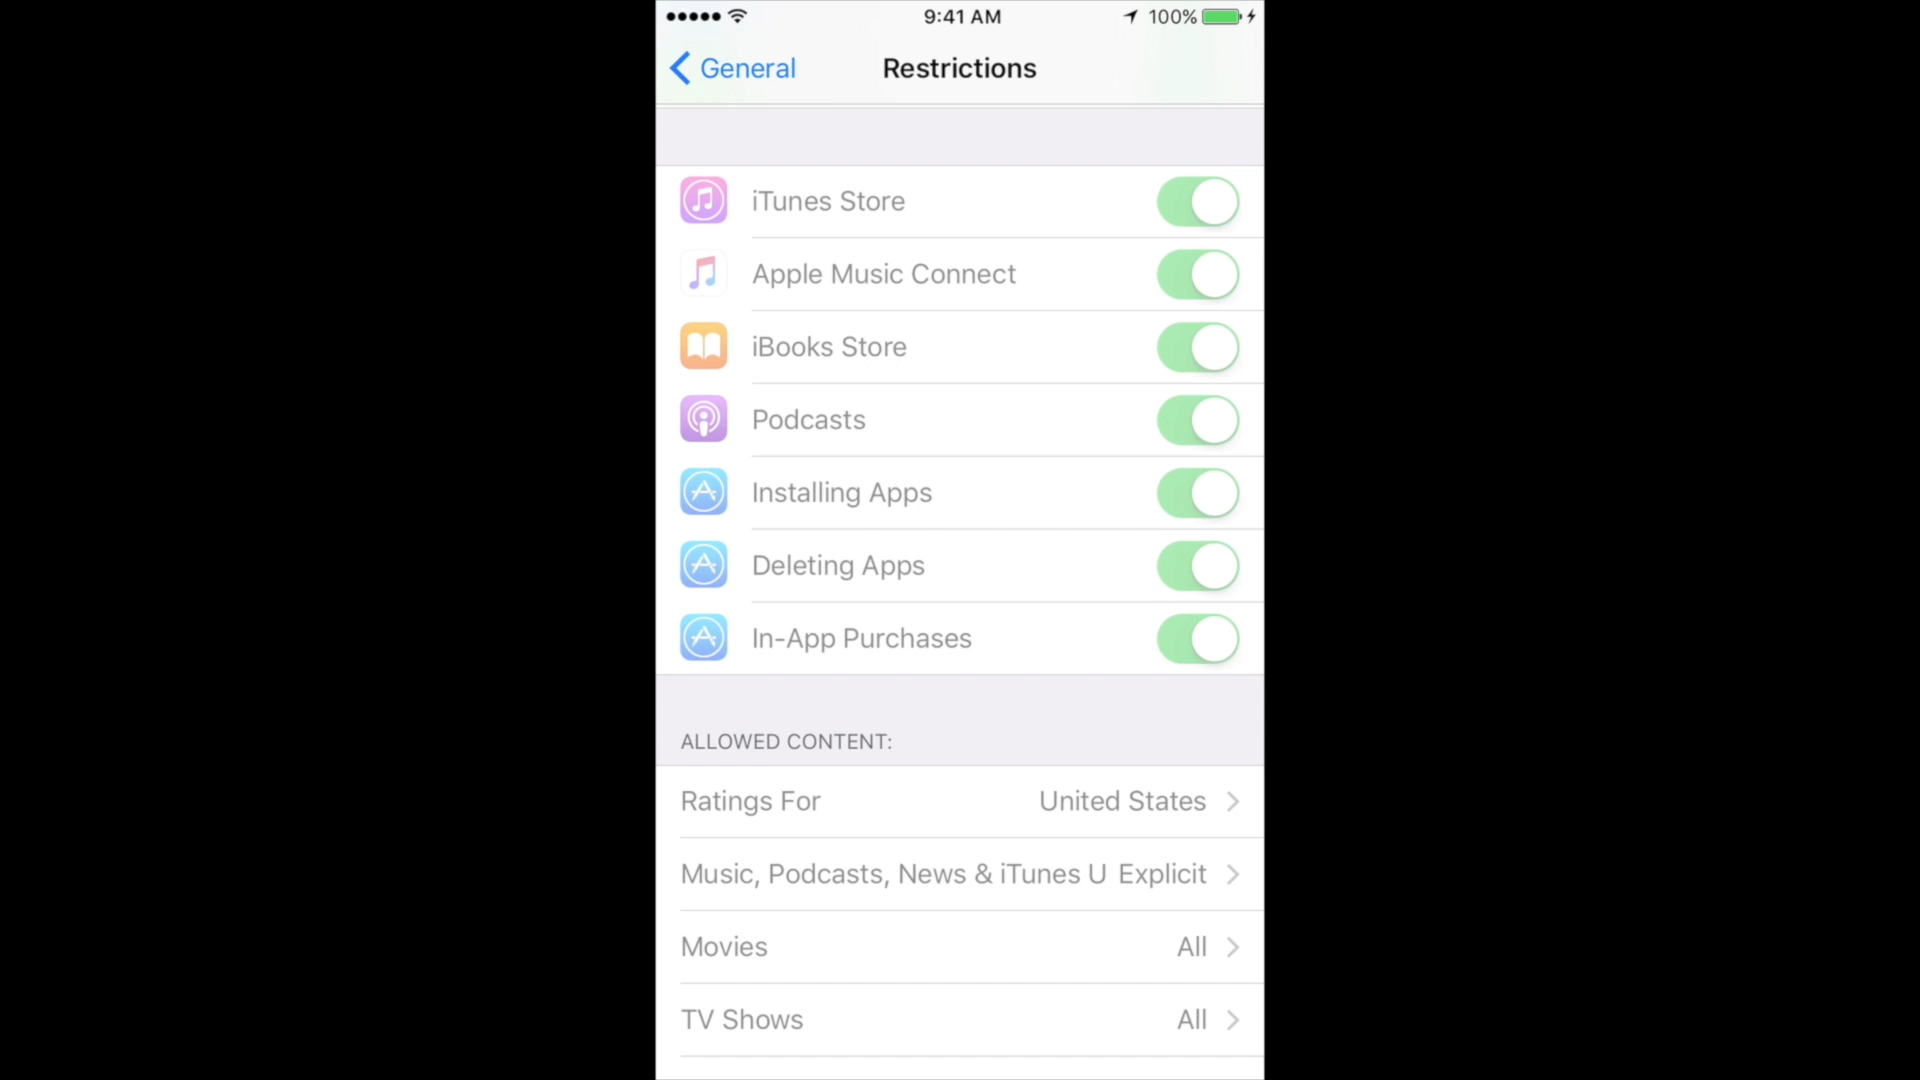 9:41 AM
100%
General
Restrictions
iTunes Store
Apple Music Connect
iBooks Store
Podcasts
Installing Apps
Deleting Apps
In-App Purchases
ALLOWED CONTENT:
Ratings For United States
Music, Podcasts, News & iTunes U Explicit
Movies All
TV Shows All